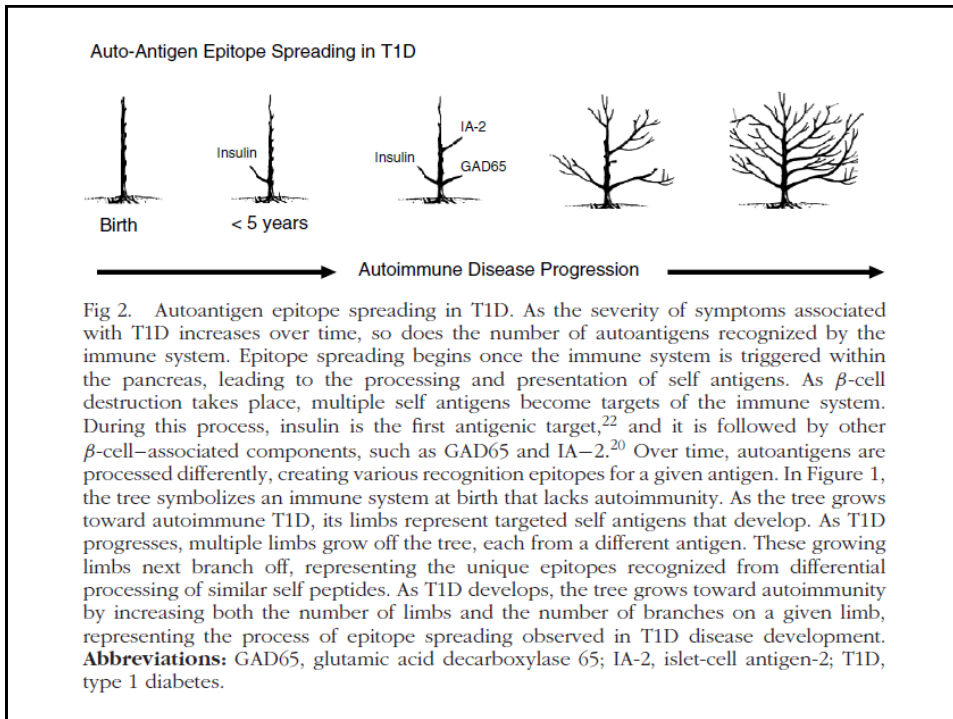 Auto-Antigen Epitope Spreading in T1D
IA-2
Insulin
Insulin
GAD65
Birth
< 5 years
Autoimmune Disease Progression
Fig 2. Autoantigen epitope spreading in T1D. As the severity of symptoms associated
with T1D increases over time, so does the number of autoantigens recognized by the
immune system. Epitope spreading begins once the immune system is triggered within
the pancreas, leading to the processing and presentation of self antigens. As β-cell
destruction takes place, multiple self antigens become targets of the immune system.
During this process, insulin is the first antigenic target,²² and it is followed by other
β-cell–associated components, such as GAD65 and IA–2.²⁰ Over time, autoantigens are
processed differently, creating various recognition epitopes for a given antigen. In Figure 1,
the tree symbolizes an immune system at birth that lacks autoimmunity. As the tree grows
toward autoimmune T1D, its limbs represent targeted self antigens that develop. As T1D
progresses, multiple limbs grow off the tree, each from a different antigen. These growing
limbs next branch off, representing the unique epitopes recognized from differential
processing of similar self peptides. As T1D develops, the tree grows toward autoimmunity
by increasing both the number of limbs and the number of branches on a given limb,
representing the process of epitope spreading observed in T1D disease development.
Abbreviations: GAD65, glutamic acid decarboxylase 65; IA-2, islet-cell antigen-2; T1D,
type 1 diabetes.